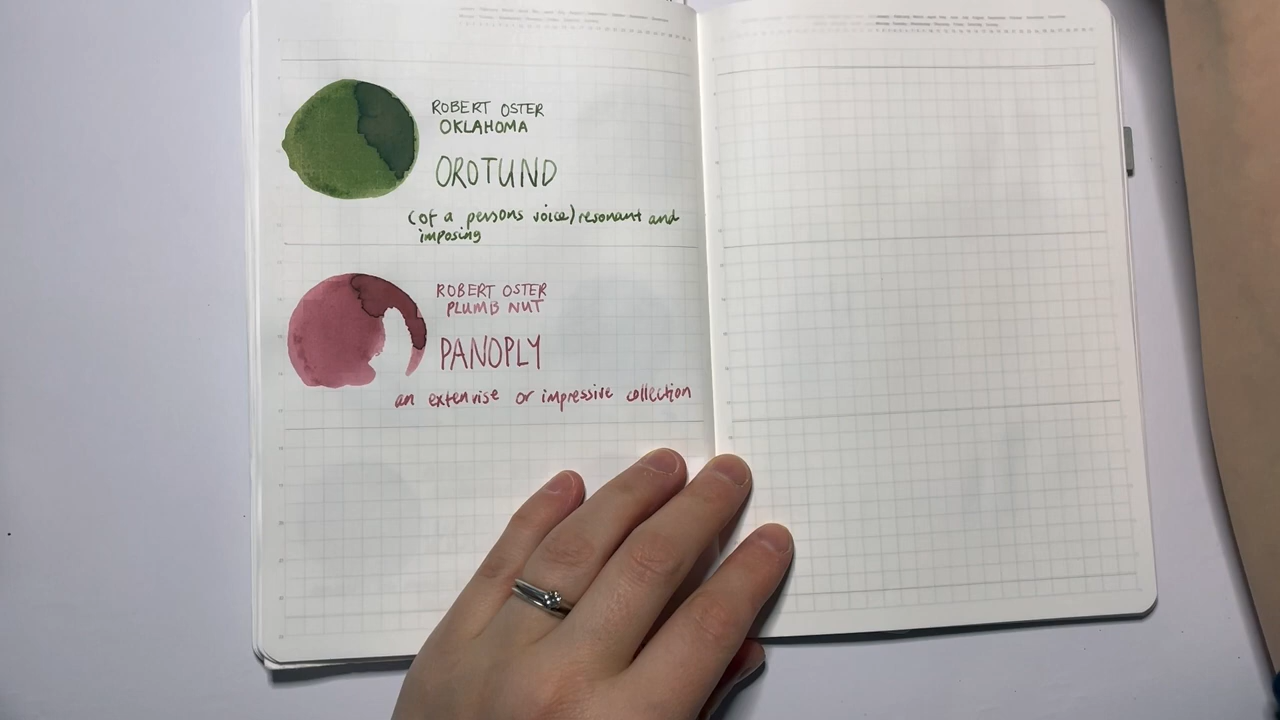 ROBERT OSTER
OKLAHOMA
OROTUND
(of a persons voice) resonant and
imposing
ROBERT OSTER
PLUMB NUT
PANOPLY
an extensive or impressive collection